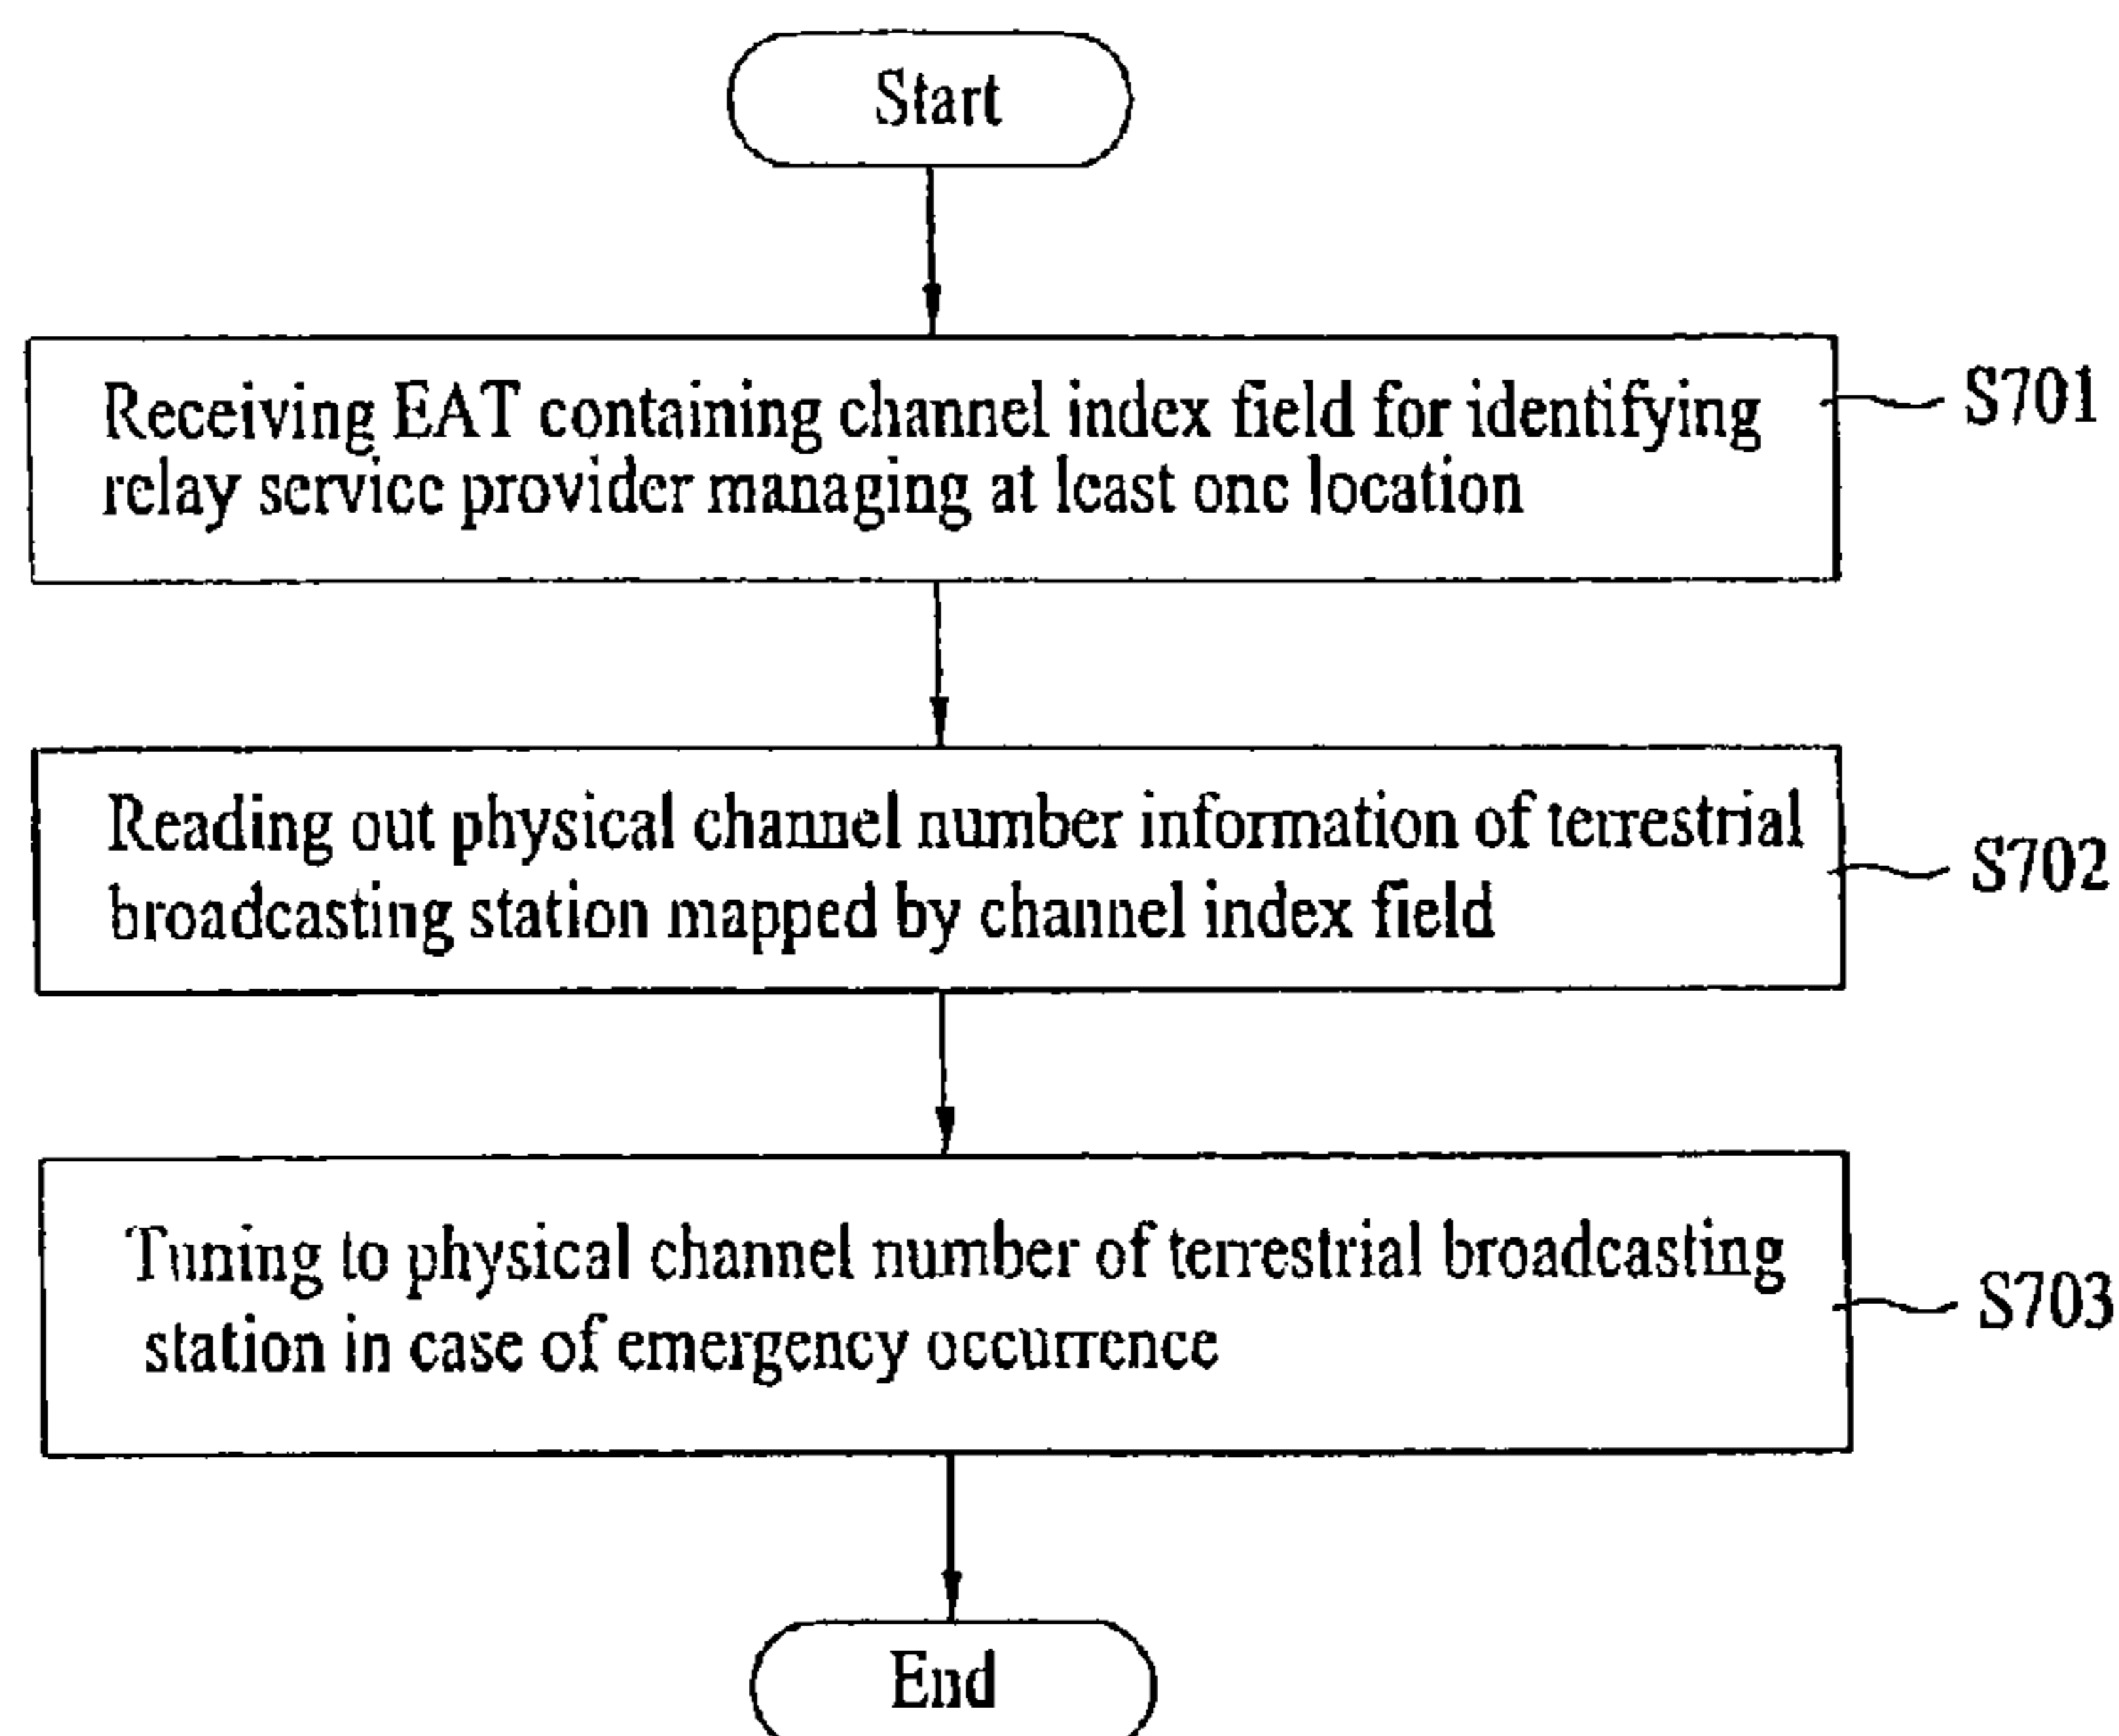 Start
Receiving EAT containing channel index field for identifying
relay service provider managing at least one location
S701
Reading out physical channel number information of terrestrial
broadcasting station mapped by channel index field
S702
Tuning to physical channel number of terrestrial broadcasting
station in case of emergency occurrence
S703
End